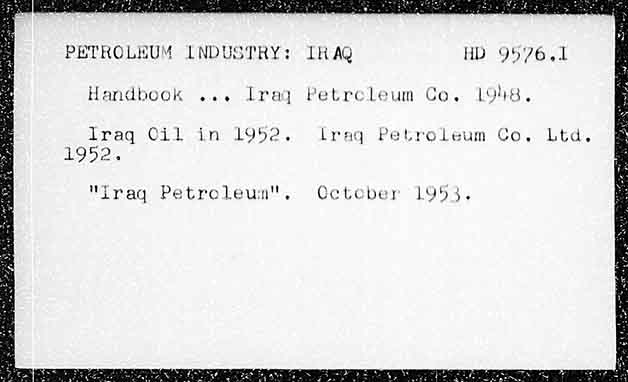 PETROLEUM INDUSTRY: IRAQ HD 9576.I
Handbook ... Iraq Petroleum Co. 1948.
Iraq Oil in 1952. Iraq Petroleum Co. Ltd.
1952.
"Iraq Petroleum". October 1953.